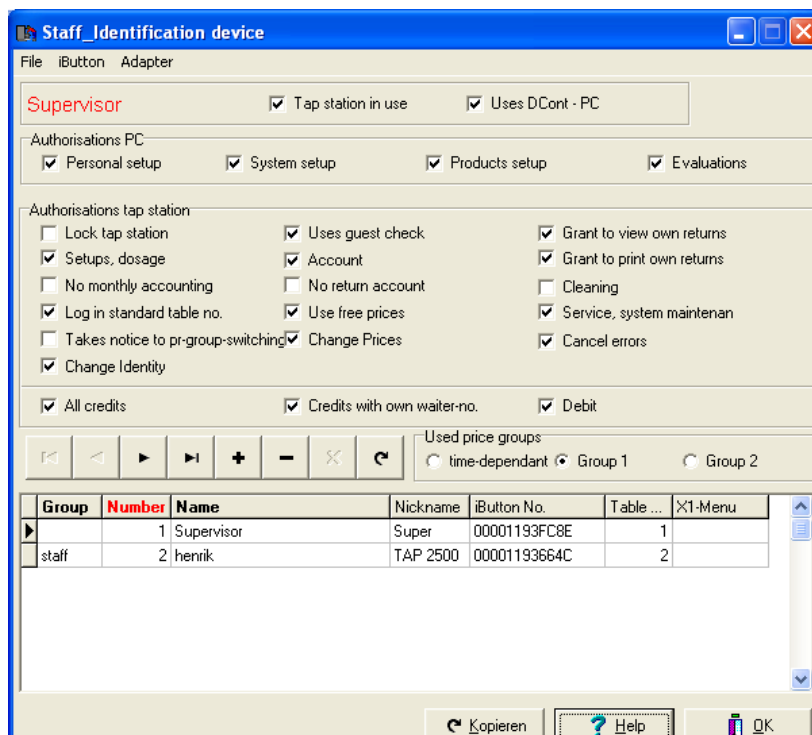 Staff_Identification device
File iButton Adapter
Supervisor Tap station in use Uses DCont - PC
Authorisations PC
Personal setup System setup Products setup Evaluations
Authorisations tap station
Lock tap station Uses guest check Grant to view own returns
Setups, dosage Account Grant to print own returns
No monthly accounting No return account Cleaning
Log in standard table no. Use free prices Service, system maintenan
Takes notice to pr-group-switching Change Prices Cancel errors
Change Identity
All credits Credits with own waiter-no. Debit
Used price groups
time-dependant Group 1 Group 2
Group Number Name Nickname iButton No. Table ... X1-Menu
1 Supervisor Super 00001193FC8E 1
staff 2 henrik TAP 2500 00001193664C 2
Kopieren ? Help OK